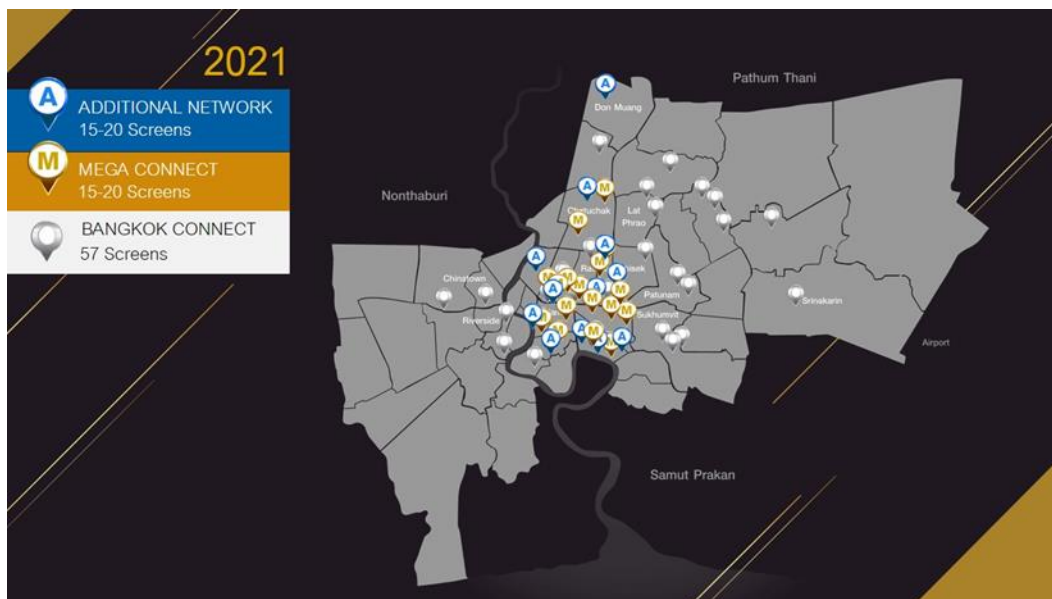 2021
A
ADDITIONAL NETWORK
15-20 Screens
M
MEGA CONNECT
15-20 Screens
BANGKOK CONNECT
57 Screens
Pathum Thani
Don Muang
Nonthaburi
Lat
Phrao
Chinatown
Patunam
Srinakarin
Riverside
Sukhumvit
Airport
Samut Prakan